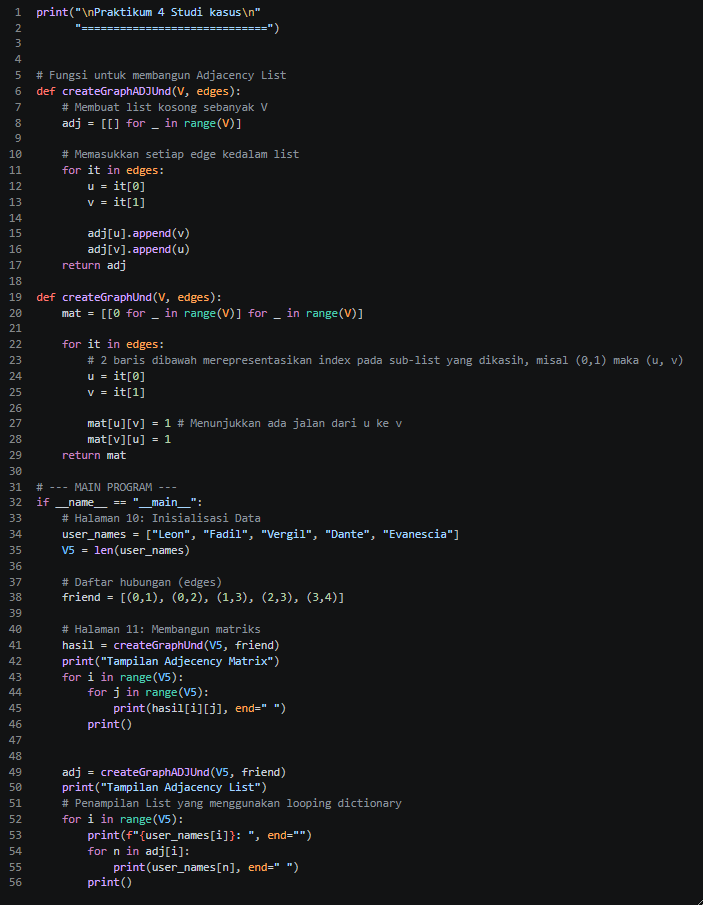 1 print("\nPraktikum 4 Studi kasus\n"
2       "=============================")
3
4
5 # Fungsi untuk membangun Adjacency List
6 def createGraphADJUnd(V, edges):
7     # Membuat list kosong sebanyak V
8     adj = [[] for _ in range(V)]
9
10     # Memasukkan setiap edge kedalam list
11     for it in edges:
12         u = it[0]
13         v = it[1]
14
15         adj[u].append(v)
16         adj[v].append(u)
17     return adj
18
19 def createGraphUnd(V, edges):
20     mat = [[0 for _ in range(V)] for _ in range(V)]
21
22     for it in edges:
23         # 2 baris dibawah merepresentasikan index pada sub-list yang dikasih, misal (0,1) maka (u, v)
24         u = it[0]
25         v = it[1]
26
27         mat[u][v] = 1 # Menunjukkan ada jalan dari u ke v
28         mat[v][u] = 1
29     return mat
30
31 # --- MAIN PROGRAM ---
32 if __name__ == "__main__":
33     # Halaman 10: Inisialisasi Data
34     user_names = ["Leon", "Fadil", "Vergil", "Dante", "Evanescia"]
35     V5 = len(user_names)
36
37     # Daftar hubungan (edges)
38     friend = [(0,1), (0,2), (1,3), (2,3), (3,4)]
39
40     # Halaman 11: Membangun matriks
41     hasil = createGraphUnd(V5, friend)
42     print("Tampilan Adjecency Matrix")
43     for i in range(V5):
44         for j in range(V5):
45             print(hasil[i][j], end=" ")
46         print()
47
48
49     adj = createGraphADJUnd(V5, friend)
50     print("Tampilan Adjacency List")
51     # Penampilan List yang menggunakan looping dictionary
52     for i in range(V5):
53         print(f"{user_names[i]}: ", end="")
54         for n in adj[i]:
55             print(user_names[n], end=" ")
56         print()